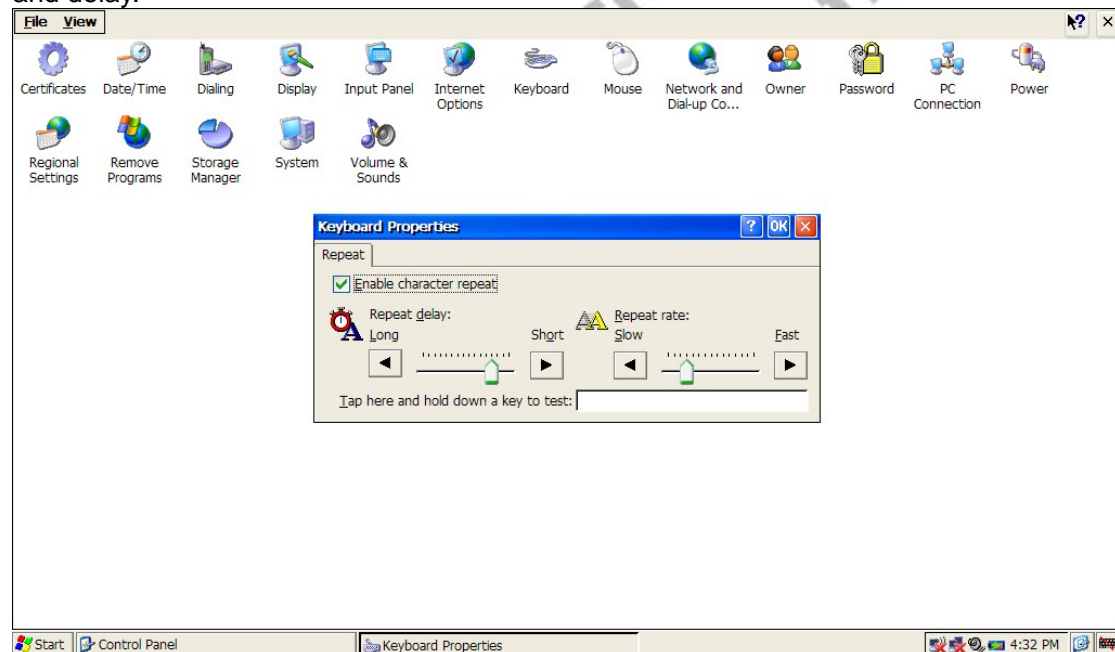 and delay.
File View
?
×
Certificates Date/Time Dialing Display Input Panel Internet Options Keyboard Mouse Network and Dial-up Co... Owner Password PC Connection Power
Regional Settings Remove Programs Storage Manager System Volume & Sounds
Keyboard Properties ? OK ×
Repeat
Enable character repeat
Repeat delay:
Long Short
Repeat rate:
Slow Fast
Tap here and hold down a key to test:
Start Control Panel Keyboard Properties 4:32 PM